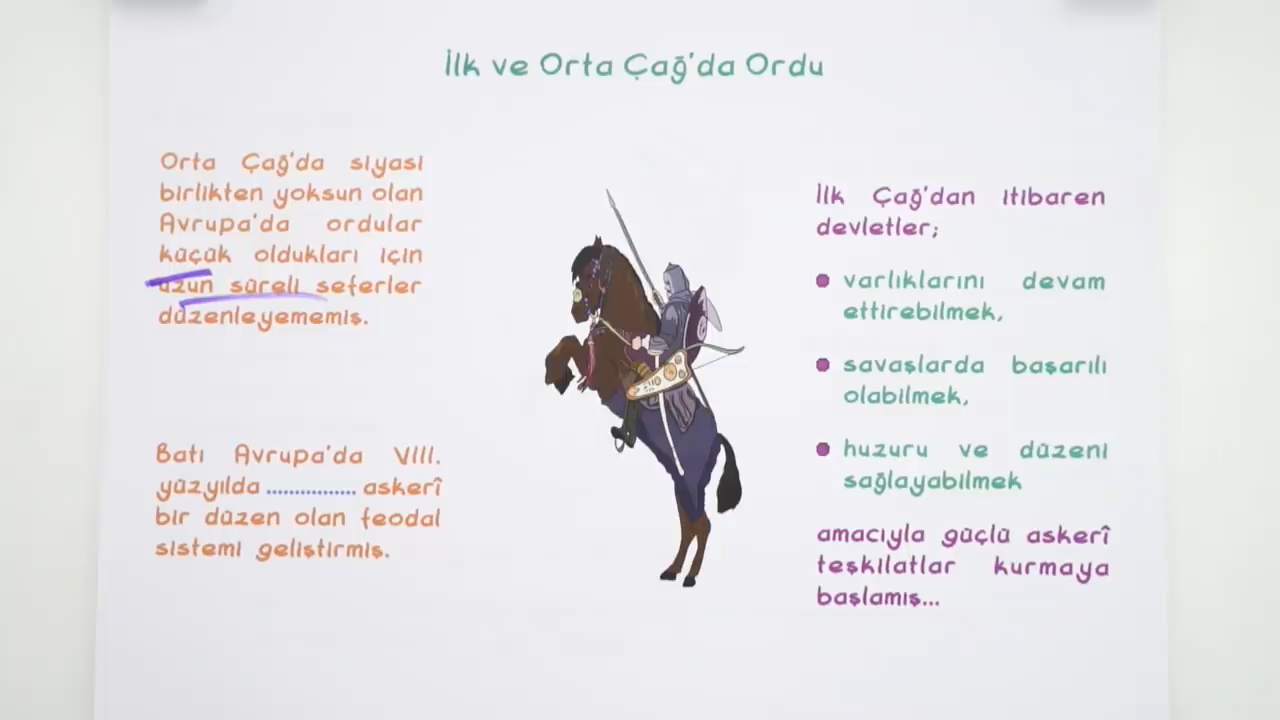 İlk ve Orta Çağ'da Ordu
Orta Çağ'da siyasi
birlikten yoksun olan
Avrupa'da ordular
küçük oldukları için
uzun süreli seferler
düzenleyememiş.
Batı Avrupa'da VIII.
yüzyılda ................ askerî
bir düzen olan feodal
sistemi geliştirmiş.
İlk Çağ'dan itibaren
devletler;
varlıklarını devam
ettirebilmek,
savaşlarda başarılı
olabilmek,
huzuru ve düzeni
sağlayabilmek
amacıyla güçlü askerî
teşkilatlar kurmaya
başlamış...